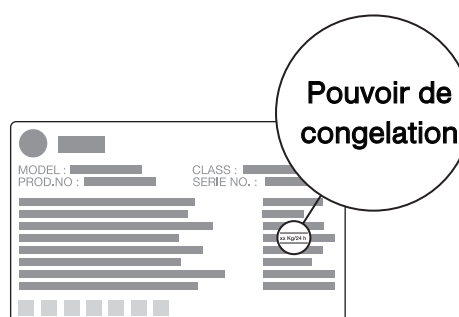 Pouvoir de
congelation
MODEL :
CLASS :
PROD.NO :
SERIE NO. :
xx Kg/24 h